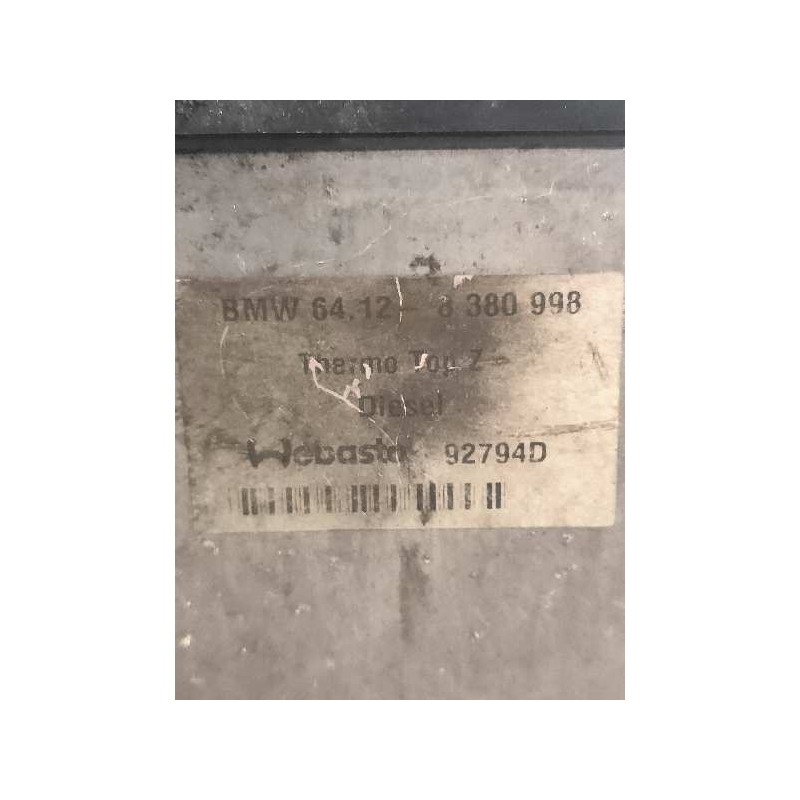 BMW 64.12- 8 380 998
Thermo Top Z-
Diesel
Webasto 92794D